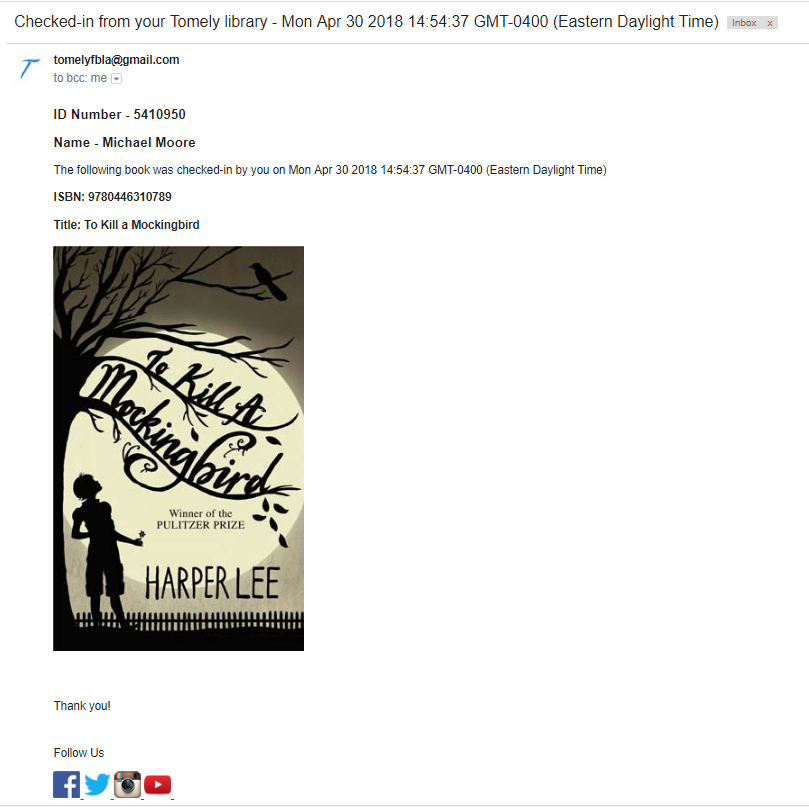 Checked-in from your Tomely library - Mon Apr 30 2018 14:54:37 GMT-0400 (Eastern Daylight Time) Inbox x
tomelyfbla@gmail.com
to bcc: me
ID Number - 5410950
Name - Michael Moore
The following book was checked-in by you on Mon Apr 30 2018 14:54:37 GMT-0400 (Eastern Daylight Time)
ISBN: 9780446310789
Title: To Kill a Mockingbird
To Kill A
Mockingbird
Winner of the
PULITZER PRIZE
HARPER LEE
Thank you!
Follow Us